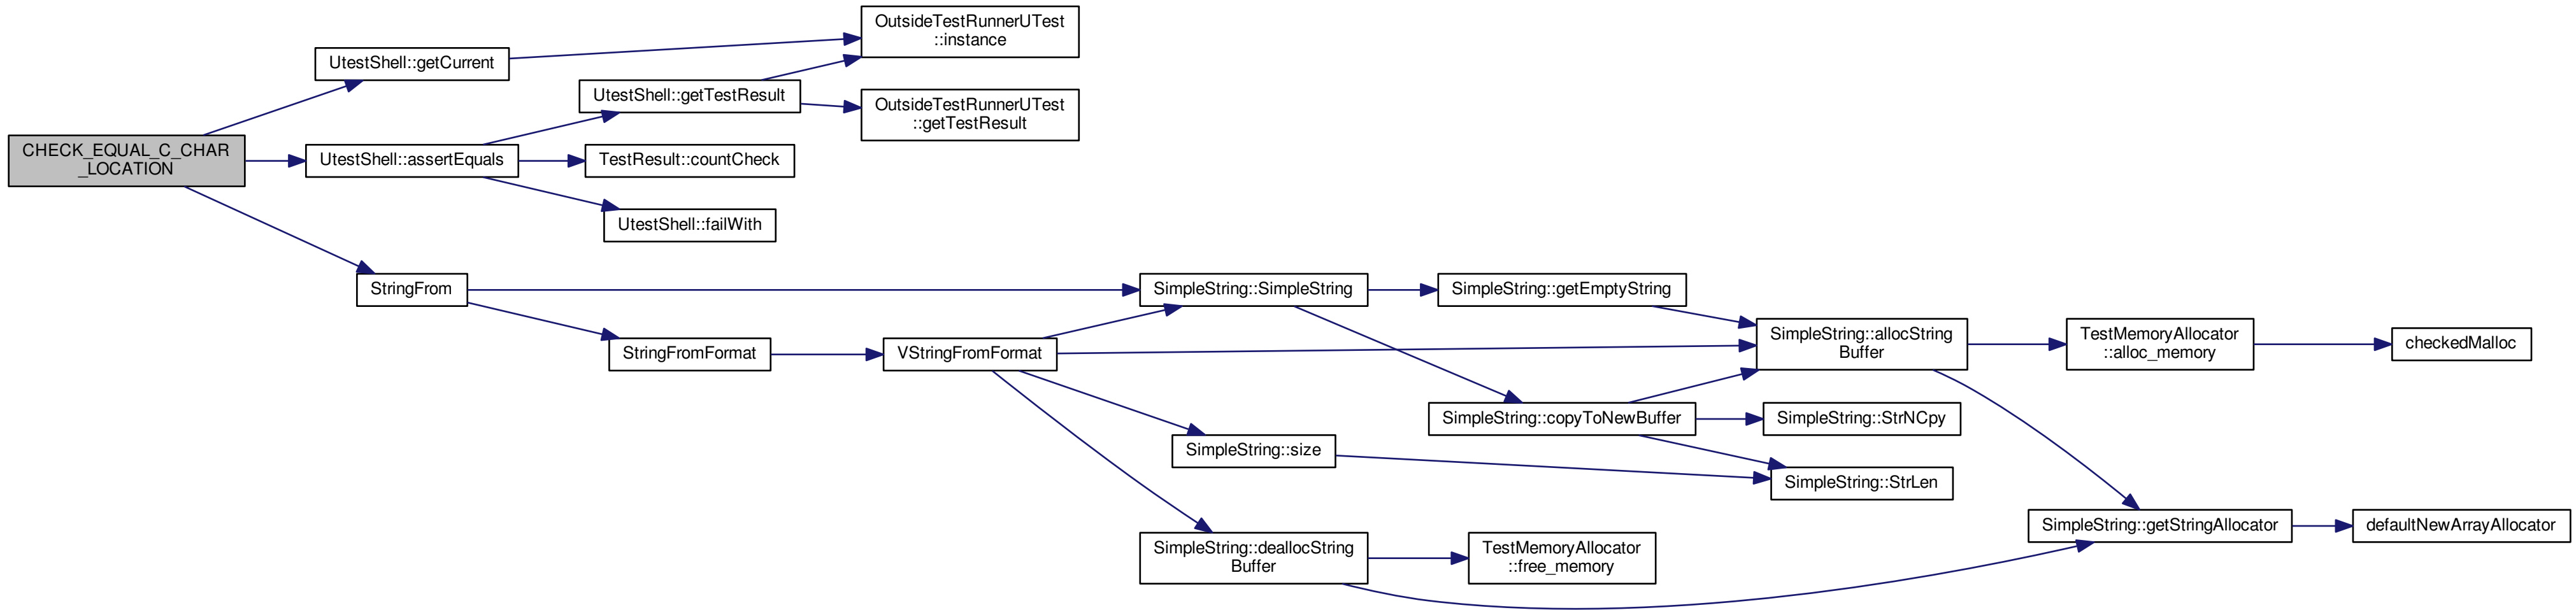 OutsideTestRunnerUTest
::instance
UtestShell::getCurrent
UtestShell::getTestResult
OutsideTestRunnerUTest
::getTestResult
CHECK_EQUAL_C_CHAR
_LOCATION
UtestShell::assertEquals
TestResult::countCheck
UtestShell::failWith
StringFrom
SimpleString::SimpleString
SimpleString::getEmptyString
StringFromFormat
VStringFromFormat
SimpleString::allocString
Buffer
TestMemoryAllocator
::alloc_memory
checkedMalloc
SimpleString::copyToNewBuffer
SimpleString::StrNCpy
SimpleString::size
SimpleString::StrLen
SimpleString::getStringAllocator
defaultNewArrayAllocator
SimpleString::deallocString
Buffer
TestMemoryAllocator
::free_memory